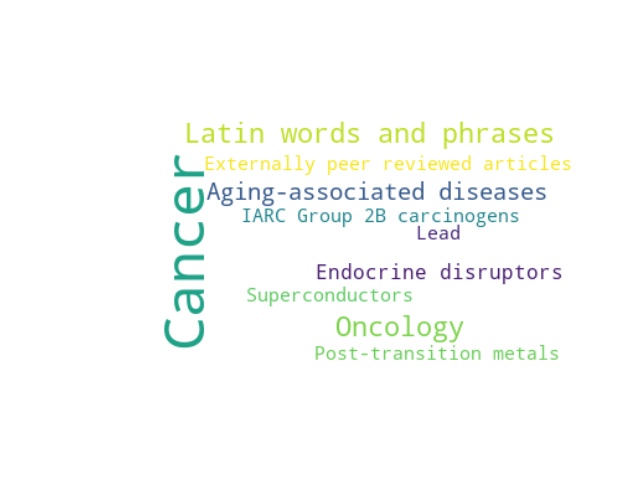 Latin words and phrases
Externally peer reviewed articles
Cancer
Aging-associated diseases
IARC Group 2B carcinogens
Lead
Endocrine disruptors
Superconductors
Oncology
Post-transition metals